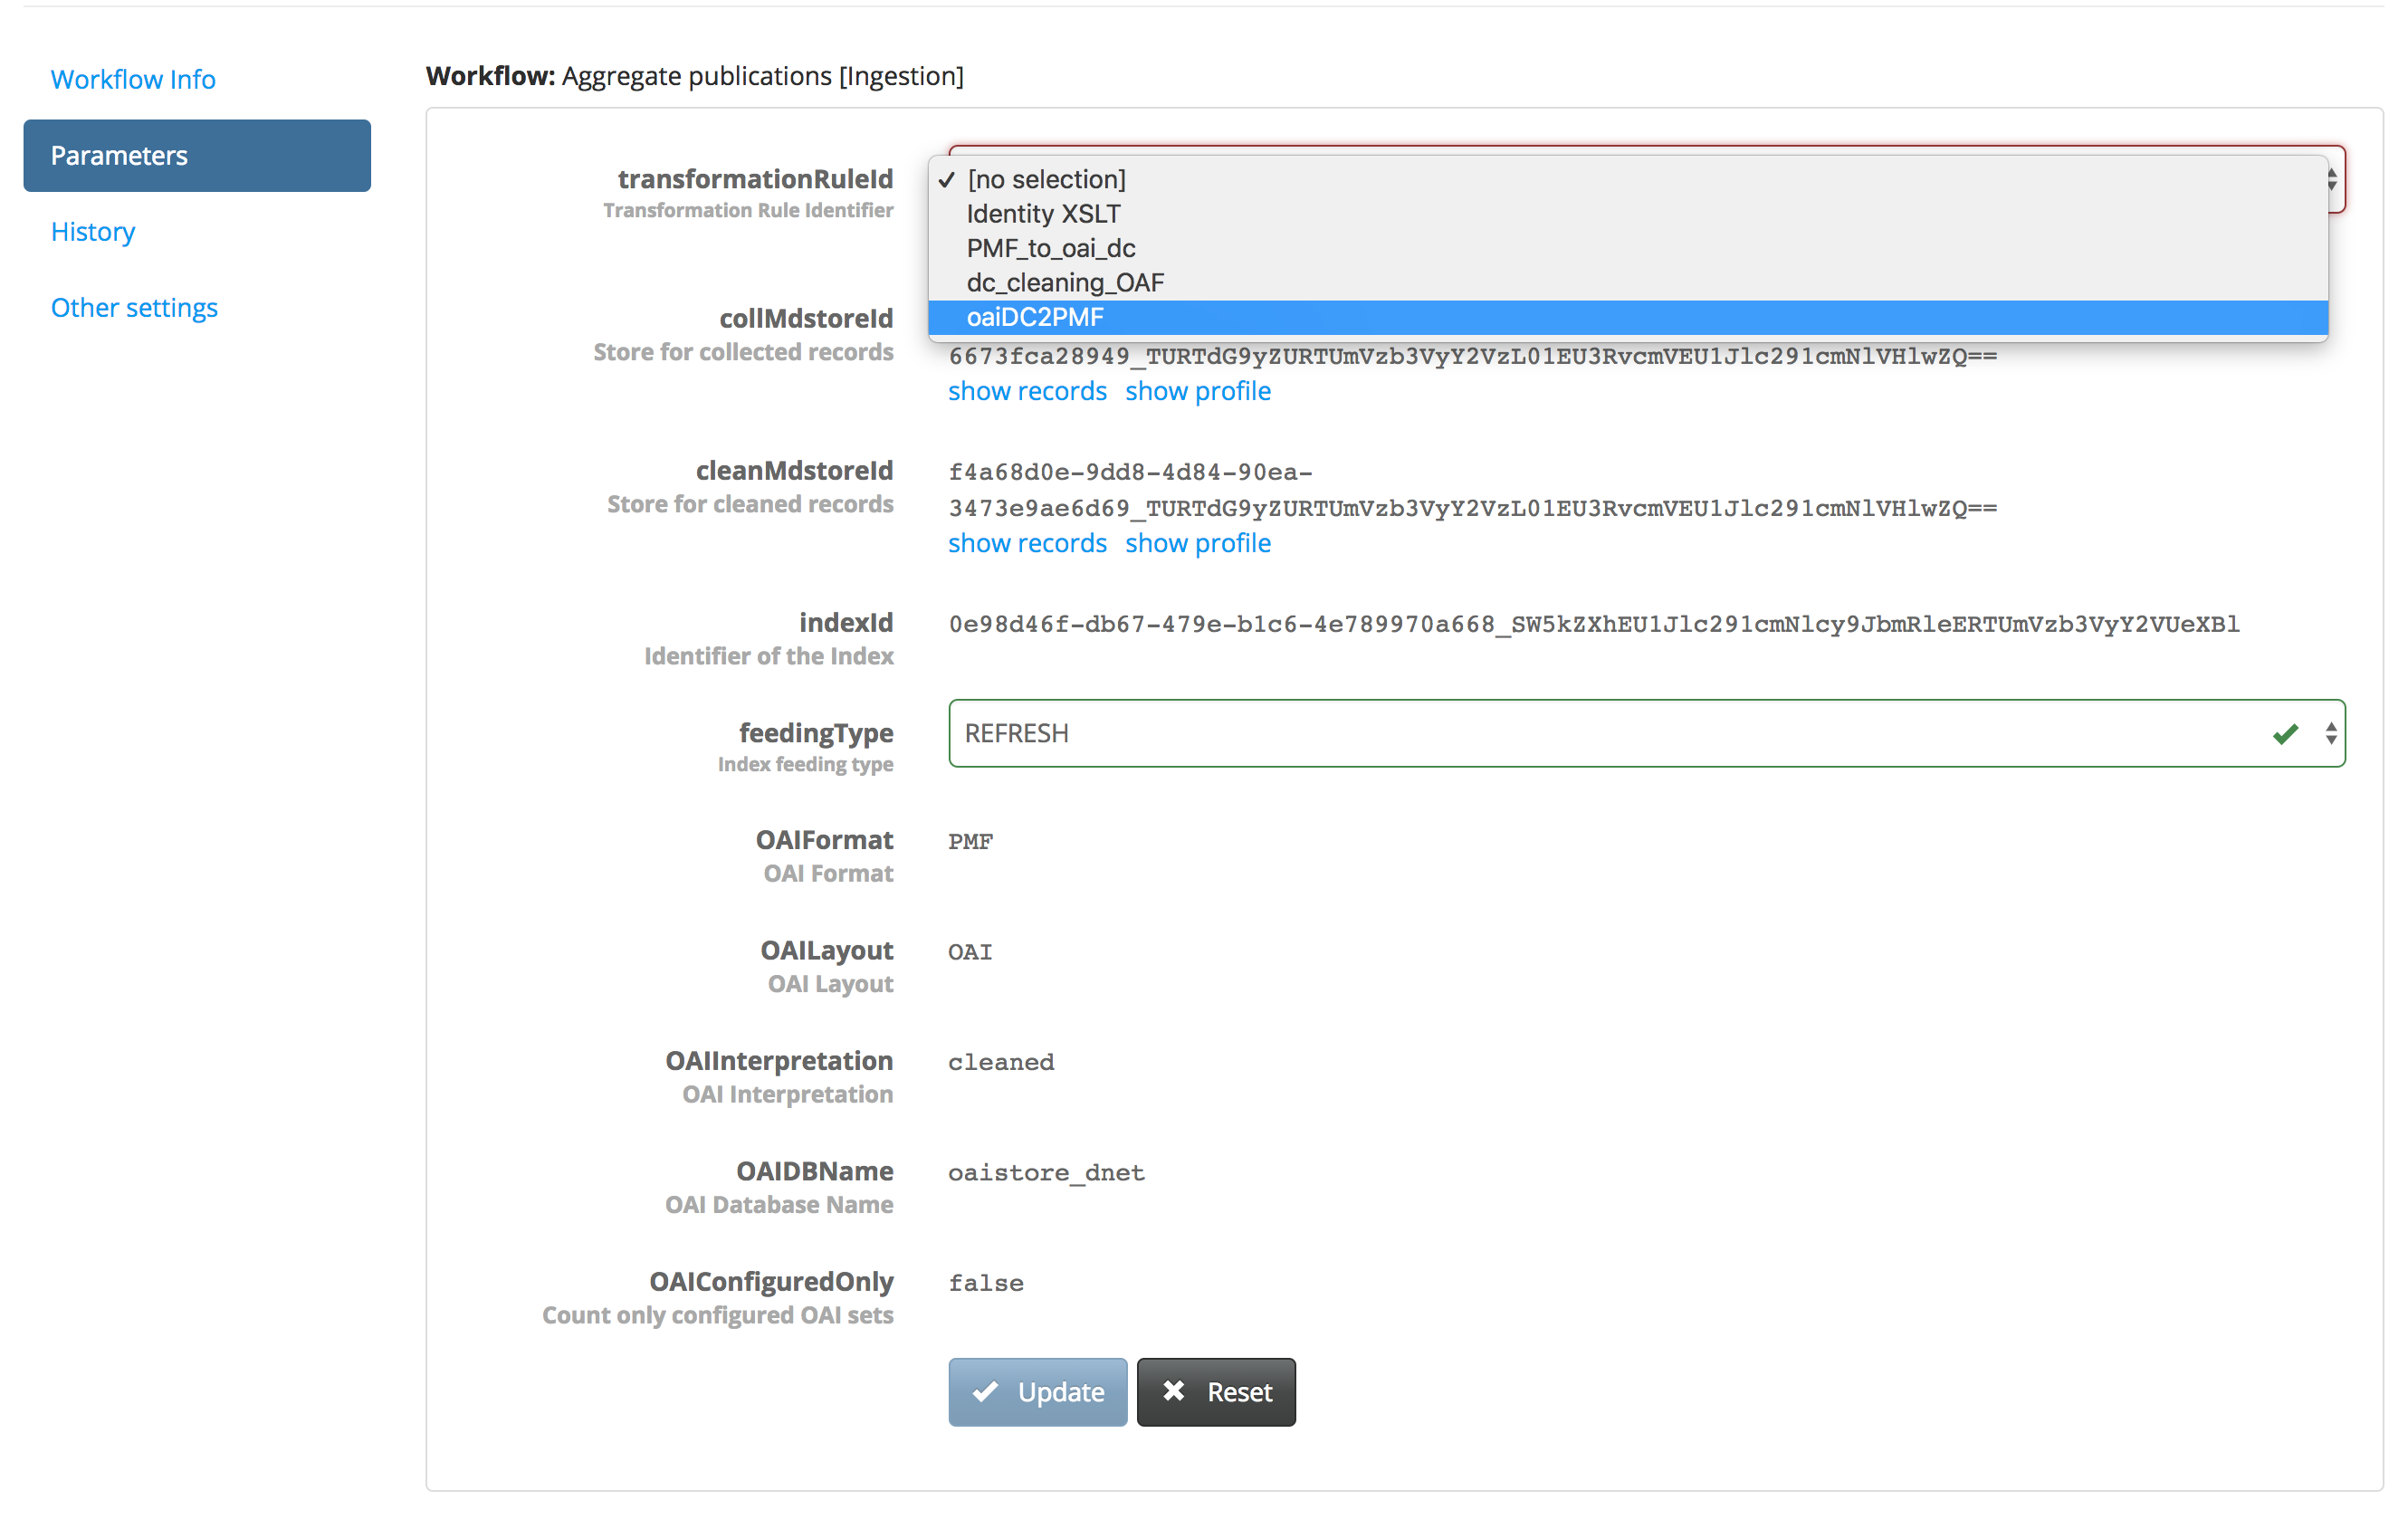 Workflow Info
Parameters
History
Other settings
Workflow: Aggregate publications [Ingestion]
transformationRuleId
Transformation Rule Identifier
[no selection]
Identity XSLT
PMF_to_oai_dc
dc_cleaning_OAF
oaiDC2PMF
collMdstoreId
Store for collected records
6673fca28949_TURTdG9yZURTUmVzb3VyY2VzL01EU3RvcmVEU1Jlc291cmNlVHlwZQ==
show records show profile
cleanMdstoreId
Store for cleaned records
f4a68d0e-9dd8-4d84-90ea-
3473e9ae6d69_TURTdG9yZURTUmVzb3VyY2VzL01EU3RvcmVEU1Jlc291cmNlVHlwZQ==
show records show profile
indexId
Identifier of the Index
0e98d46f-db67-479e-b1c6-4e789970a668_SW5kZXhEU1Jlc291cmNlcy9JbmRleERTUmVzb3VyY2VUeXBl
feedingType
Index feeding type
REFRESH
OAIFormat
OAI Format
PMF
OAILayout
OAI Layout
OAI
OAIInterpretation
OAI Interpretation
cleaned
OAIDBName
OAI Database Name
oaistore_dnet
OAIConfiguredOnly
Count only configured OAI sets
false
Update
Reset